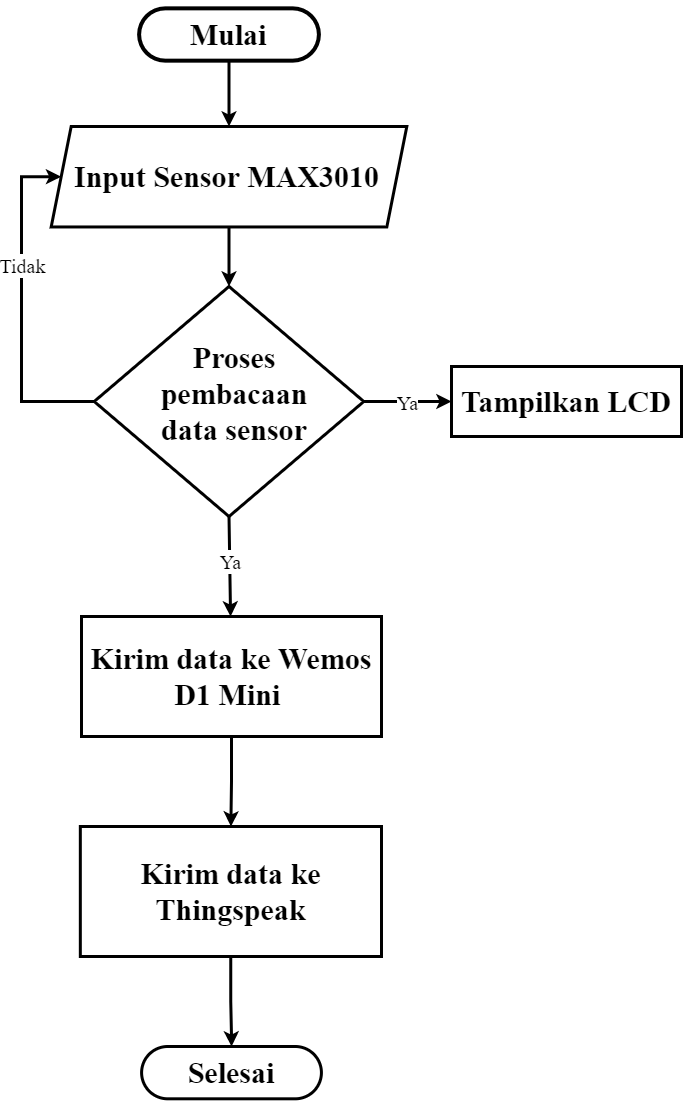 Mulai
Input Sensor MAX3010
Tidak
Proses
pembacaan
data sensor
Ya
Tampilkan LCD
Ya
Kirim data ke Wemos
D1 Mini
Kirim data ke
Thingspeak
Selesai